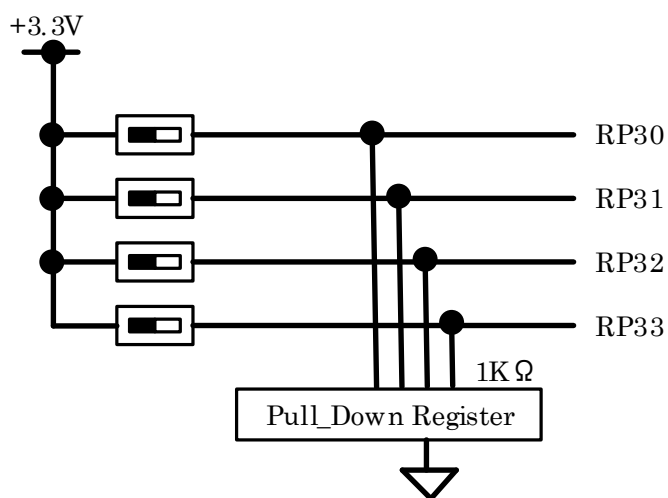 +3.3V
RP30
RP31
RP32
RP33
1KΩ
Pull_Down Register